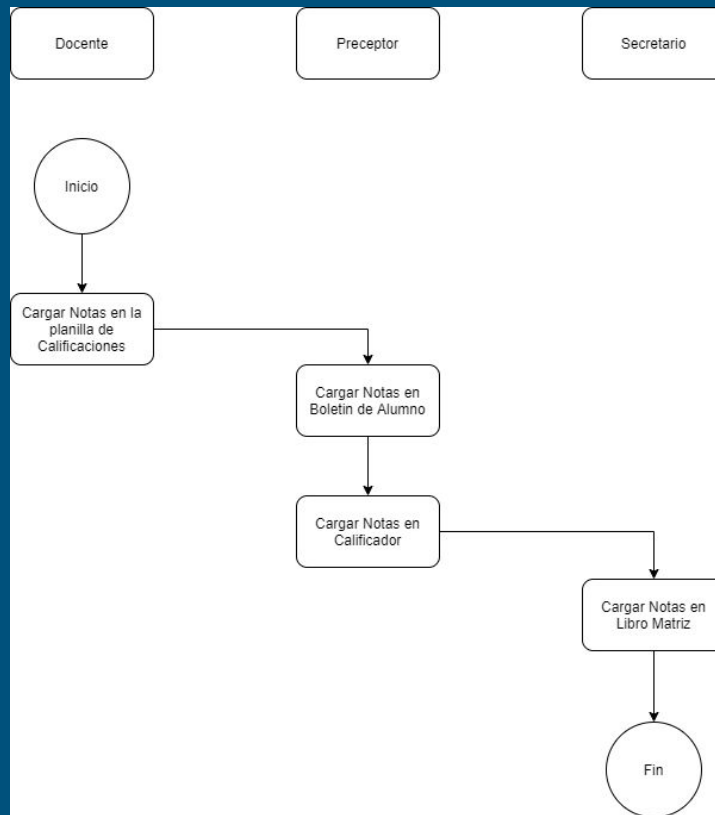 Docente
Preceptor
Secretario
Inicio
Cargar Notas en la
planilla de
Calificaciones
Cargar Notas en
Boletin de Alumno
Cargar Notas en
Calificador
Cargar Notas en
Libro Matriz
Fin